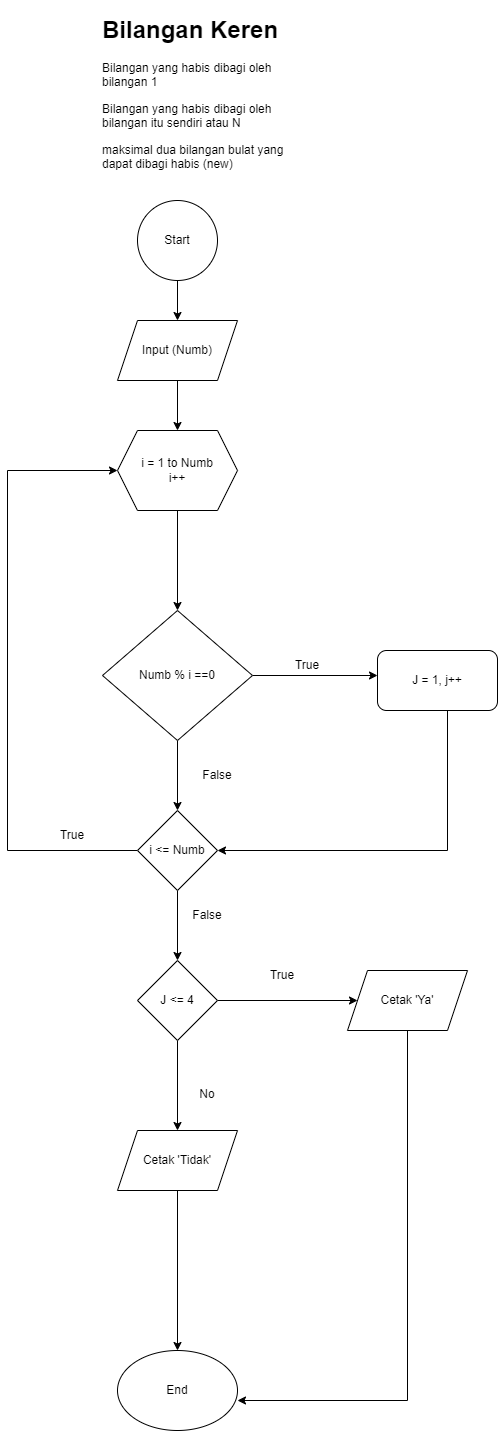 Bilangan Keren
Bilangan yang habis dibagi oleh
bilangan 1
Bilangan yang habis dibagi oleh
bilangan itu sendiri atau N
maksimal dua bilangan bulat yang
dapat dibagi habis (new)
Start
Input (Numb)
i = 1 to Numb
i++
Numb % i ==0
True
J = 1, j++
False
True
i <= Numb
False
J <= 4
True
Cetak 'Ya'
No
Cetak 'Tidak'
End